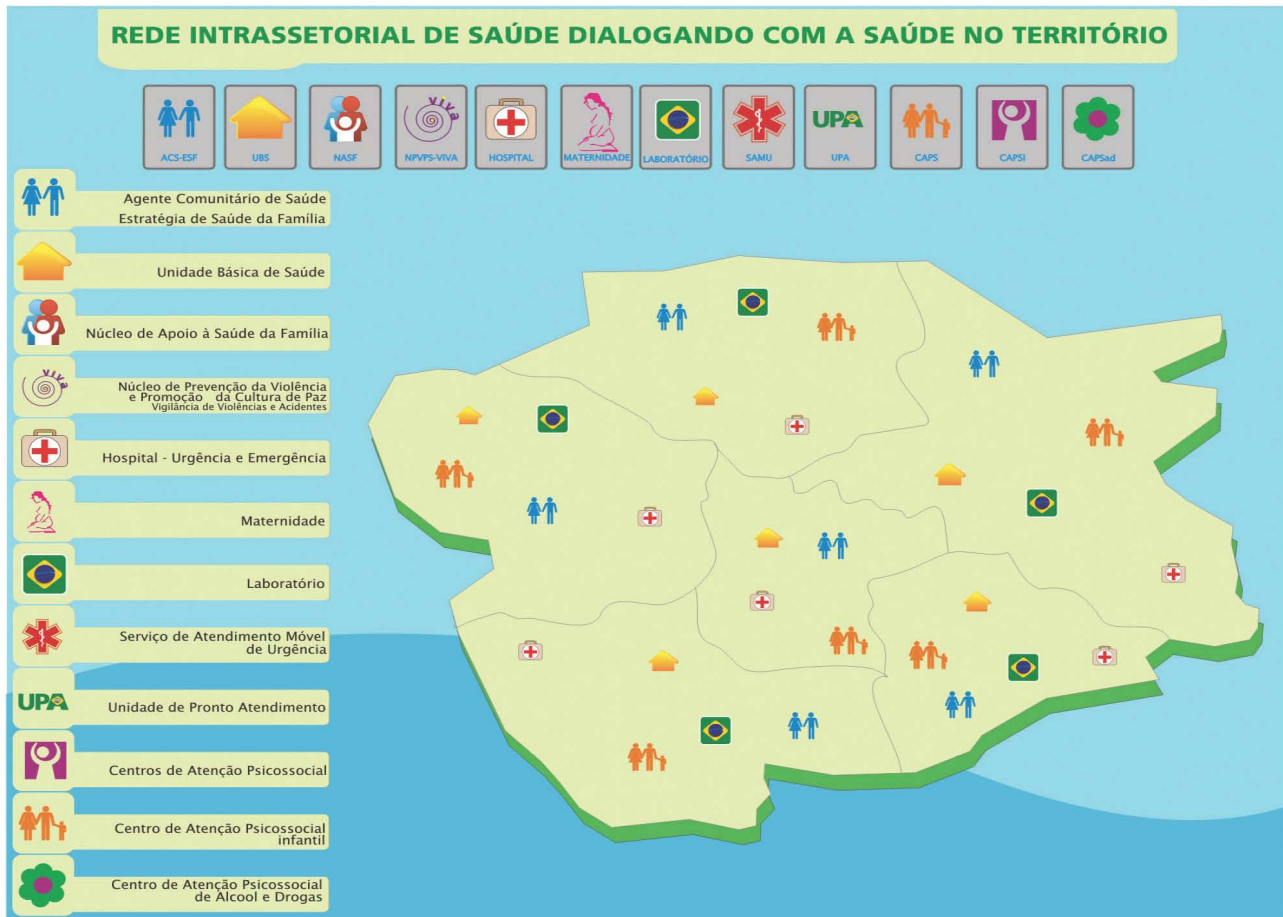 REDE INTRASSETORIAL DE SAÚDE DIALOGANDO COM A SAÚDE NO TERRITÓRIO
ACS-ESF
UBS
NASF
viva
NPVPS-VIVA
HOSPITAL
MATERNIDADE
LABORATÓRIO
SAMU
UPA
UPA
CAPS
CAPSI
CAPSad
Agente Comunitário de Saúde
Estratégia de Saúde da Família
Unidade Básica de Saúde
Núcleo de Apoio à Saúde da Família
viva
Núcleo de Prevenção da Violência
e Promoção da Cultura de Paz
Vigilância de Violências e Acidentes
Hospital - Urgência e Emergência
Maternidade
Laboratório
Serviço de Atendimento Móvel
de Urgência
UPA
Unidade de Pronto Atendimento
Centros de Atenção Psicossocial
Centro de Atenção Psicossocial
infantil
Centro de Atenção Psicossocial
de Alcool e Drogas